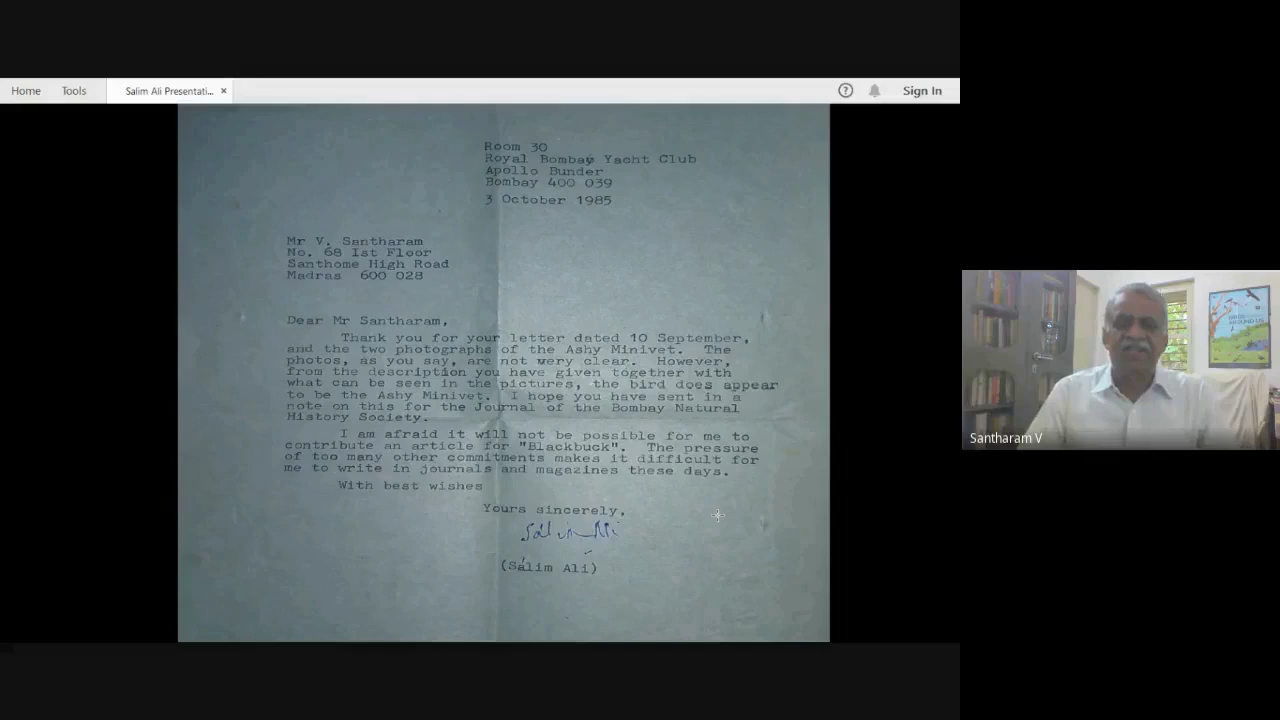 Home Tools Salim Ali Presentati... × ? Sign In
Room 30
Royal Bombay Yacht Club
Apollo Bunder
Bombay 400 039
3 October 1985
Mr V. Santharam
No. 68 Ist Floor
Santhome High Road
Madras 600 028
Dear Mr Santharam,
Thank you for your letter dated 10 September,
and the two photographs of the Ashy Minivet. The
photos, as you say, are not very clear. However,
from the description you have given together with
what can be seen in the pictures, the bird does appear
to be the Ashy Minivet. I hope you have sent in a
note on this for the Journal of the Bombay Natural
History Society.
I am afraid it will not be possible for me to
contribute an article for "Blackbuck". The pressure
of too many other commitments makes it difficult for
me to write in journals and magazines these days.
With best wishes
Yours sincerely,
Sálim Ali
(Sálim Ali)
Santharam V